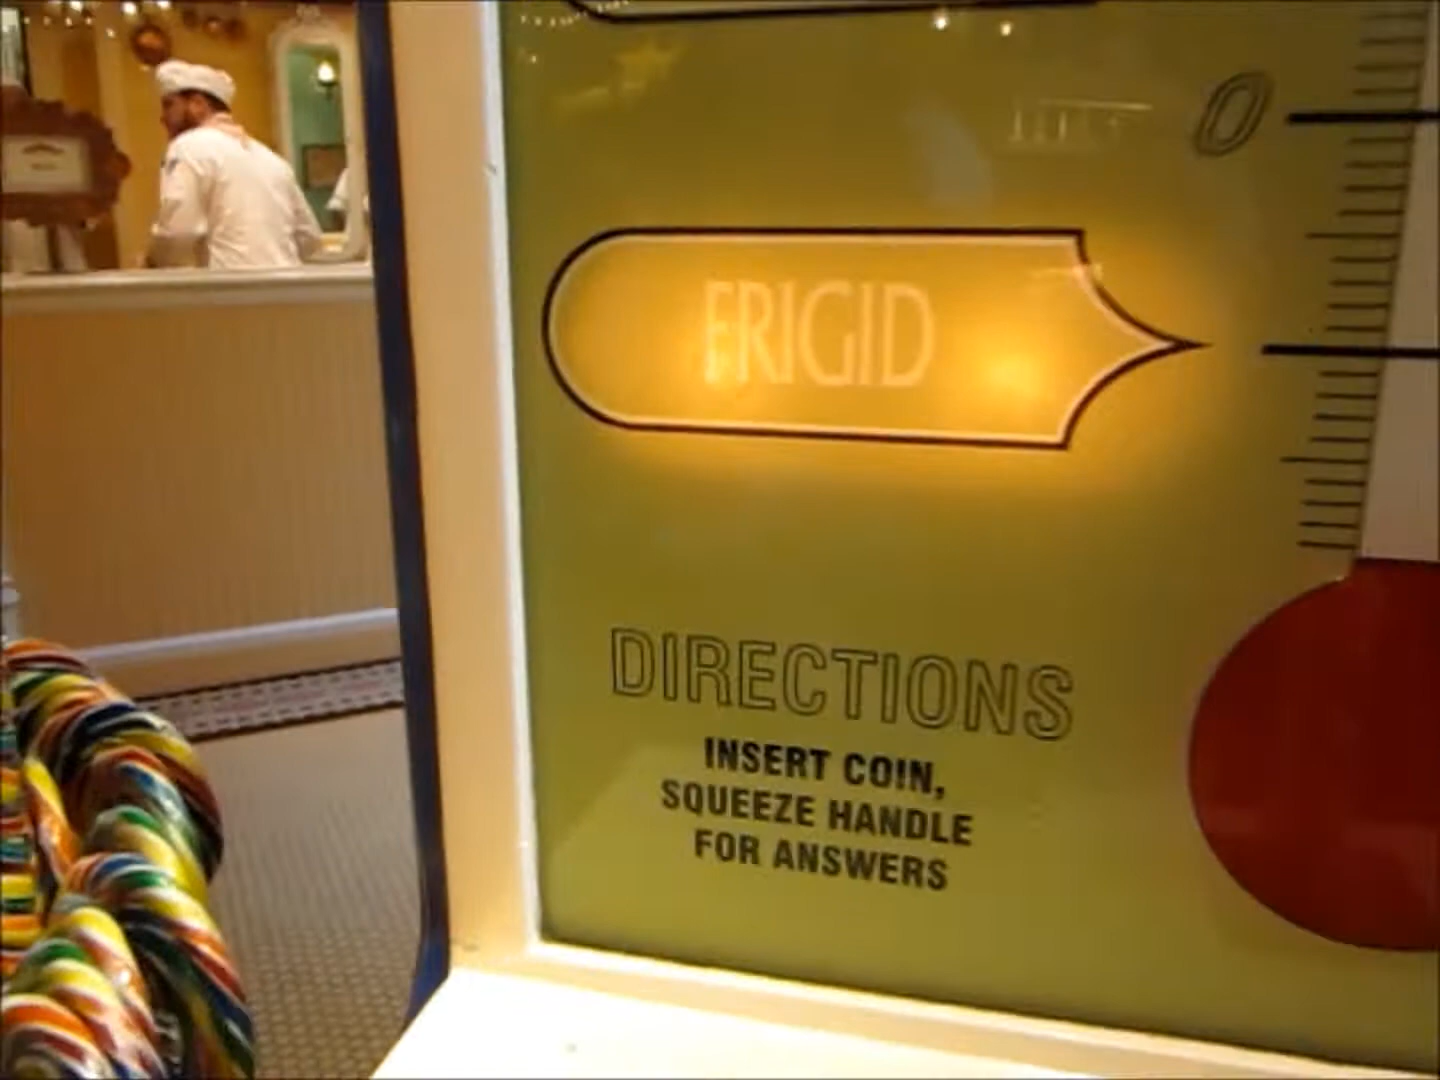 0
FRIGID
DIRECTIONS
INSERT COIN,
SQUEEZE HANDLE
FOR ANSWERS